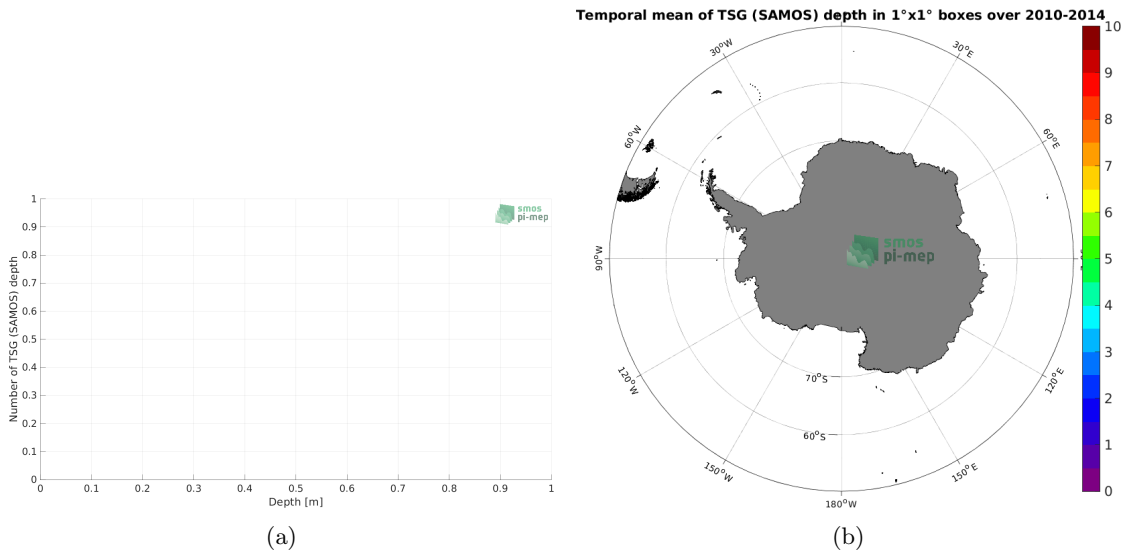 Temporal mean of TSG (SAMOS) depth in 1°x1° boxes over 2010-2014
Number of TSG (SAMOS) depth
1
0.9
0.8
0.7
0.6
0.5
0.4
0.3
0.2
0.1
0
0 0.1 0.2 0.3 0.4 0.5 0.6 0.7 0.8 0.9 1
Depth [m]
smos
pi-mep
(a)
30°W
30°E
60°W
60°E
90°W
smos
pi-mep
120°W
120°E
70°S
60°S
150°W
150°E
180°W
10
9
8
7
6
5
4
3
2
1
0
(b)